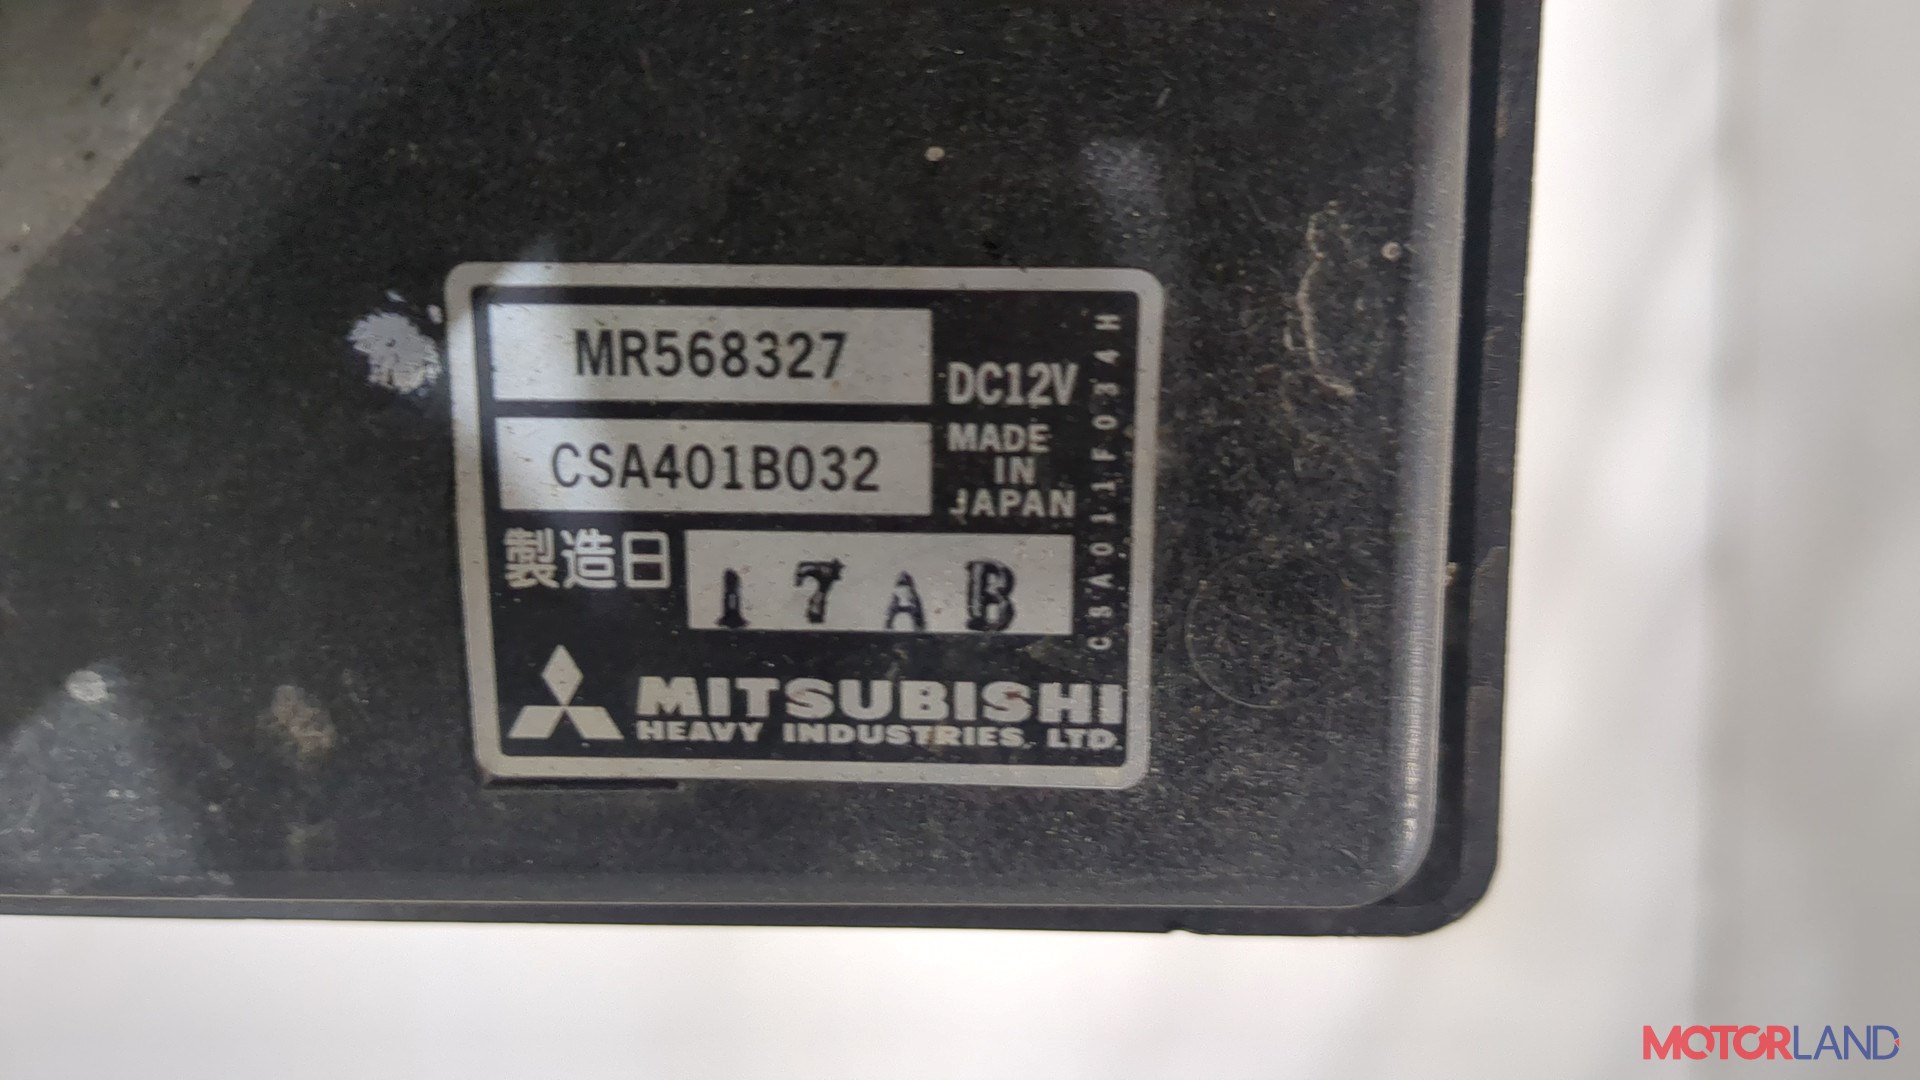 MR568327
DC12V
CSA401B032
MADE
IN
JAPAN
製造日
17AB
MITSUBISHI
HEAVY INDUSTRIES, LTD.
CSA011F034H
MOTORLAND